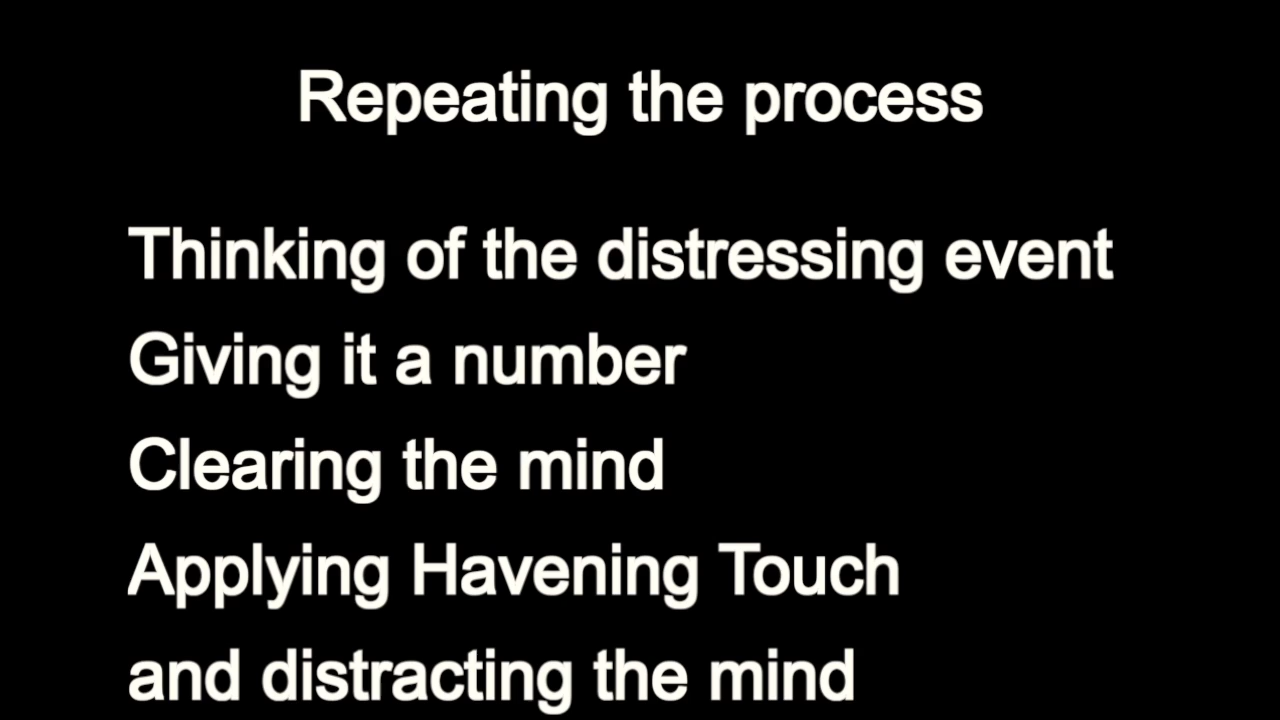 Repeating the process
Thinking of the distressing event
Giving it a number
Clearing the mind
Applying Havening Touch
and distracting the mind